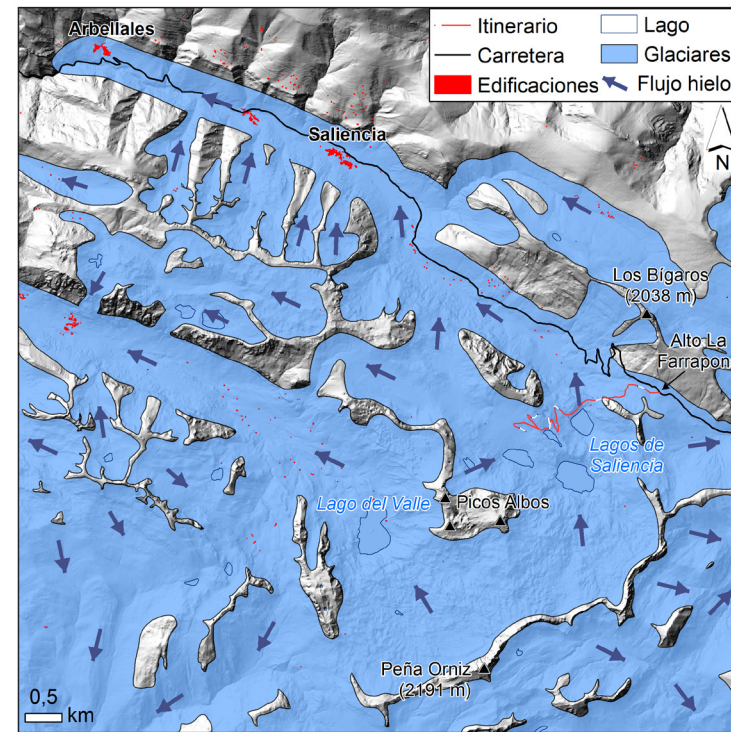 Arbellales
Itinerario
Lago
Carretera
Glaciares
Edificaciones
Flujo hielo
Saliencia
N
Los Bígaros
(2038 m)
Alto La
Farrapon
Lagos de
Saliencia
Lago del Valle
Picos Albos
Peña Orniz
(2191 m)
0,5
km